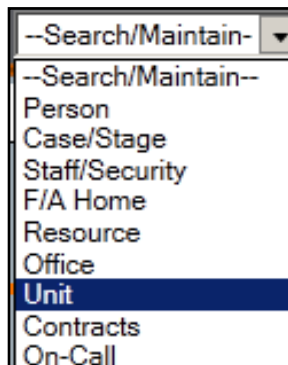 --Search/Maintain-
--Search/Maintain--
Person
Case/Stage
Staff/Security
F/A Home
Resource
Office
Unit
Contracts
On-Call